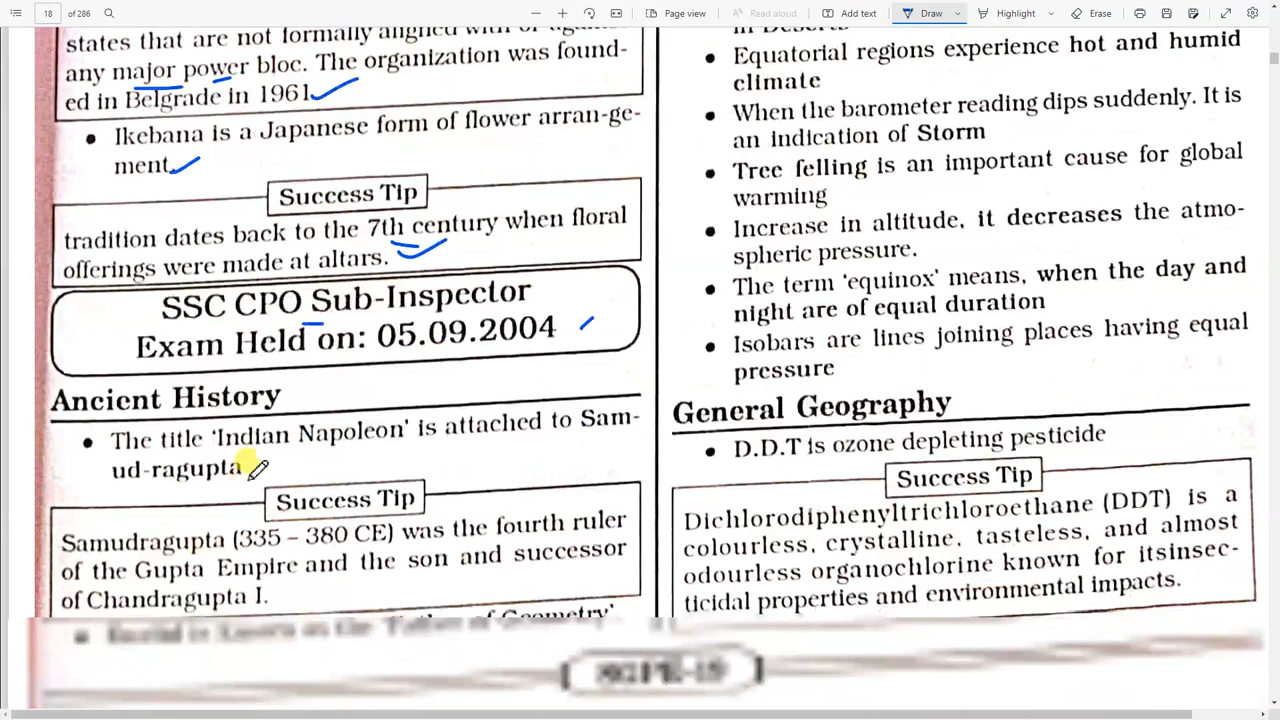 18 of 286
Page view
Read aloud
Add text
Draw
Highlight
Erase
any major power bloc. The organization was found-
ed in Belgrade in 1961
• Ikebana is a Japanese form of flower arran-ge-
ment.
Success Tip
tradition dates back to the 7th century when floral
offerings were made at altars.
SSC CPO Sub-Inspector
Exam Held on: 05.09.2004
Ancient History
• The title 'Indian Napoleon' is attached to Sam-
ud-ragupta
Success Tip
Samudragupta (335 – 380 CE) was the fourth ruler
of the Gupta Empire and the son and successor
of Chandragupta I.
in Deserts
• Equatorial regions experience hot and humid
climate
• When the barometer reading dips suddenly. It is
an indication of Storm
• Tree felling is an important cause for global
warming
• Increase in altitude, it decreases the atmo-
spheric pressure.
• The term 'equinox' means, when the day and
night are of equal duration
• Isobars are lines joining places having equal
pressure
General Geography
• D.D.T is ozone depleting pesticide
Success Tip
Dichlorodiphenyltrichloroethane (DDT) is a
colourless, crystalline, tasteless, and almost
odourless organochlorine known for itsinsec-
ticidal properties and environmental impacts.